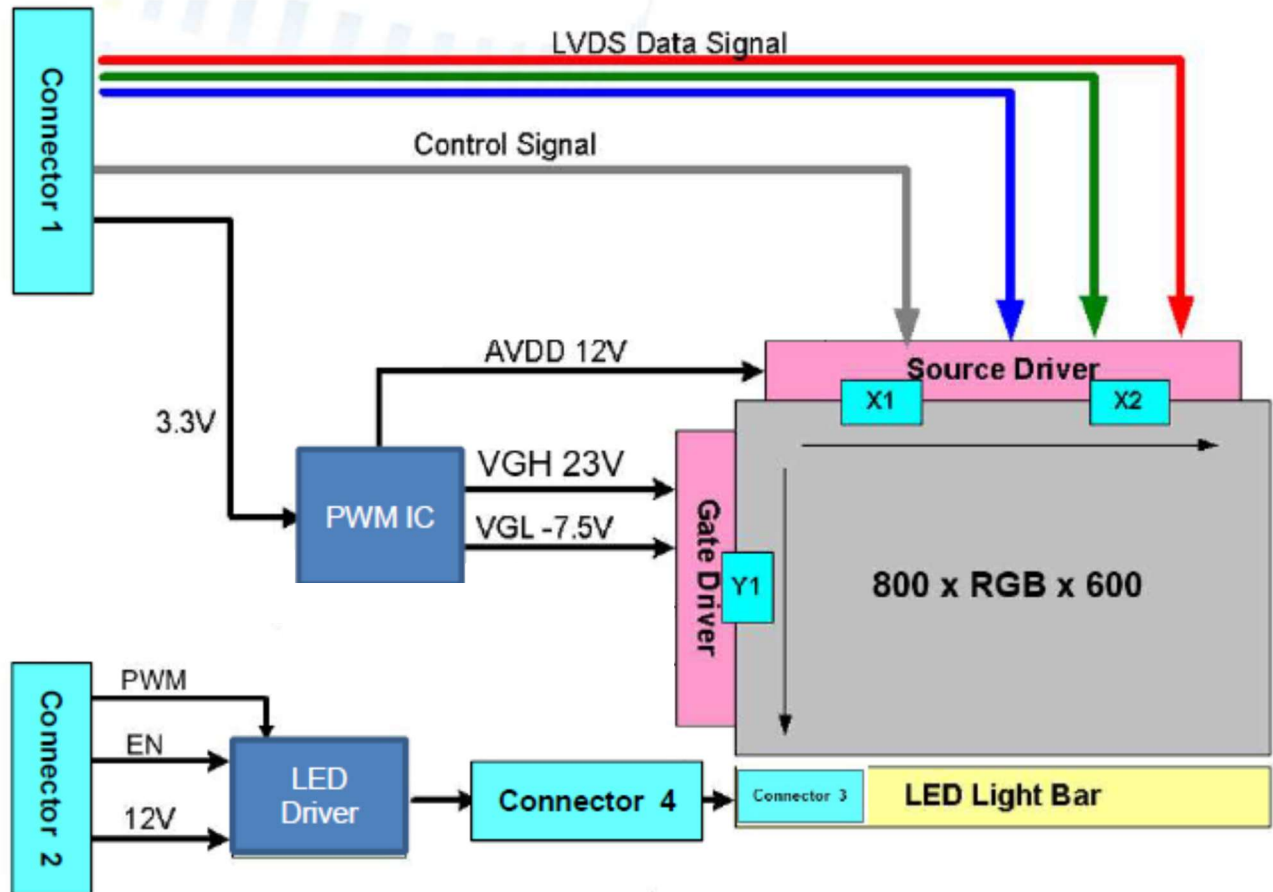 LVDS Data Signal
Connector 1
Control Signal
3.3V
AVDD 12V
Source Driver
X1
X2
PWM IC
VGH 23V
VGL -7.5V
Gate Driver
Y1
800 x RGB x 600
Connector 2
PWM
EN
12V
LED
Driver
Connector 4
Connector 3
LED Light Bar